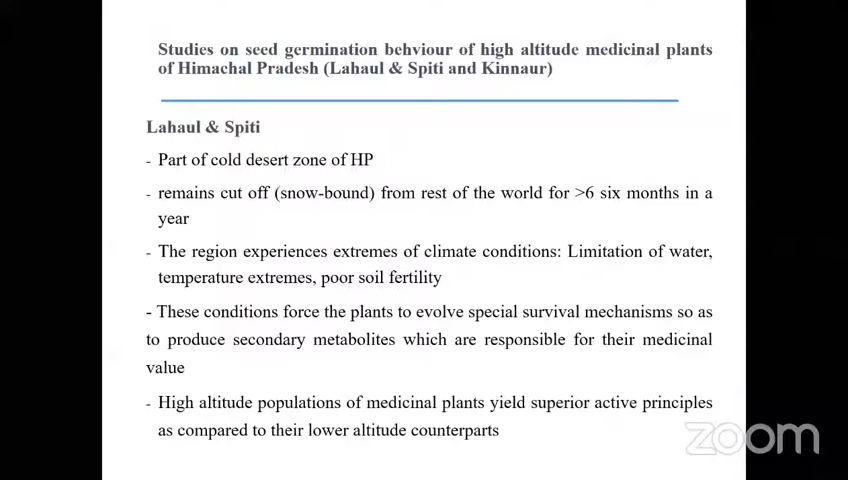 Studies on seed germination behviour of high altitude medicinal plants
of Himachal Pradesh (Lahaul & Spiti and Kinnaur)
Lahaul & Spiti
- Part of cold desert zone of HP
- remains cut off (snow-bound) from rest of the world for >6 six months in a
year
- The region experiences extremes of climate conditions: Limitation of water,
temperature extremes, poor soil fertility
- These conditions force the plants to evolve special survival mechanisms so as
to produce secondary metabolites which are responsible for their medicinal
value
- High altitude populations of medicinal plants yield superior active principles
as compared to their lower altitude counterparts
zoom